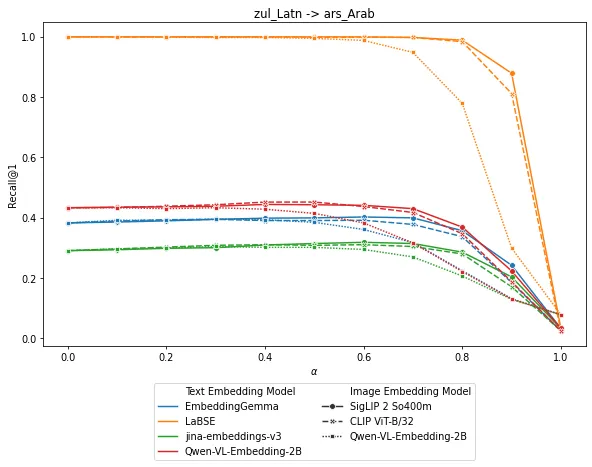 zul_Latn -> ars_Arab
Recall@1
1.0
0.8
0.6
0.4
0.2
0.0
0.0 0.2 0.4 0.6 0.8 1.0
α
Text Embedding Model
EmbeddingGemma
LaBSE
jina-embeddings-v3
Qwen-VL-Embedding-2B
Image Embedding Model
SigLIP 2 So400m
CLIP ViT-B/32
Qwen-VL-Embedding-2B